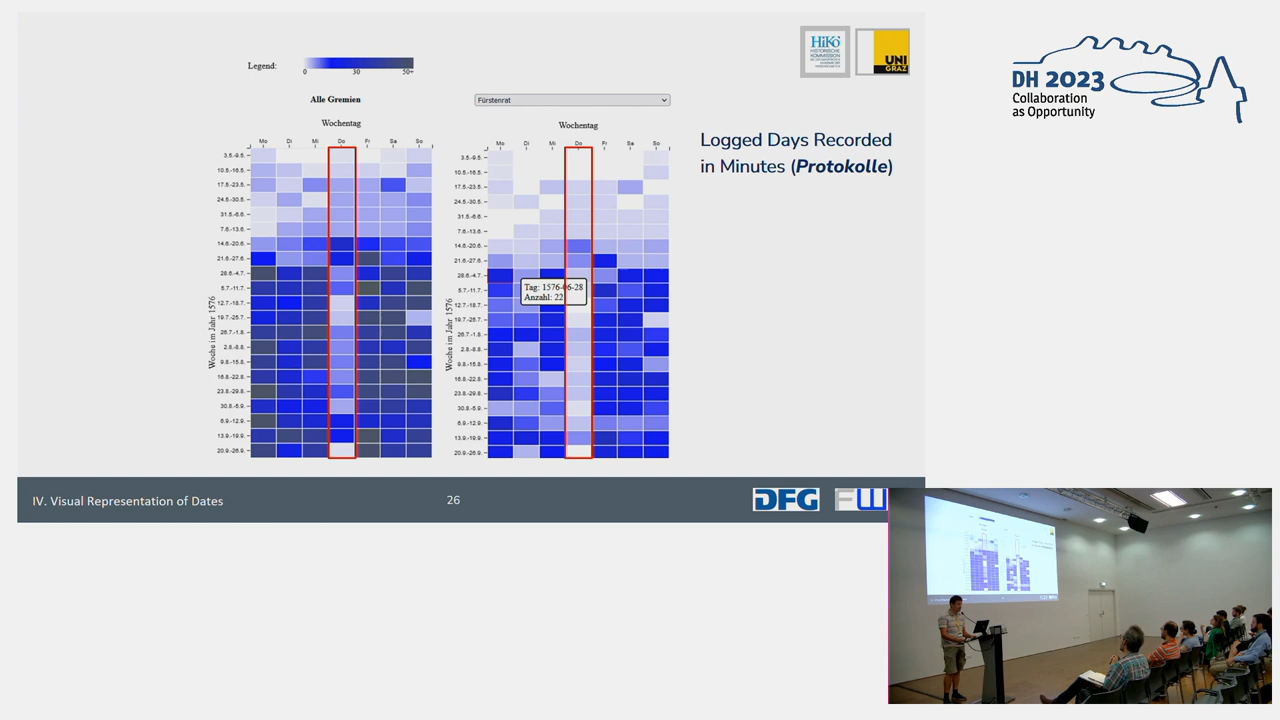 Legend:
0 30 50+
Alle Gremien
Wochentag
Mo Di Mi Do Fr Sa So
Woche im Jahr 1576
3.5.-9.5.
10.5.-16.5.
17.5.-23.5.
24.5.-30.5.
31.5.-6.6.
7.6.-13.6.
14.6.-20.6.
21.6.-27.6.
28.6.-4.7.
5.7.-11.7.
12.7.-18.7.
19.7.-25.7.
26.7.-1.8.
2.8.-8.8.
9.8.-15.8.
16.8.-22.8.
23.8.-29.8.
30.8.-5.9.
6.9.-12.9.
13.9.-19.9.
20.9.-26.9.
Fürstenrat
Wochentag
Mo Di Mi Do Fr Sa So
Woche im Jahr 1576
3.5.-9.5.
10.5.-16.5.
17.5.-23.5.
24.5.-30.5.
31.5.-6.6.
7.6.-13.6.
14.6.-20.6.
21.6.-27.6.
28.6.-4.7.
5.7.-11.7.
12.7.-18.7.
19.7.-25.7.
26.7.-1.8.
2.8.-8.8.
9.8.-15.8.
16.8.-22.8.
23.8.-29.8.
30.8.-5.9.
6.9.-12.9.
13.9.-19.9.
20.9.-26.9.
Tag: 1576-06-28
Anzahl: 22
HiKo
HISTORISCHE
KOMMISSION
UNI
GRAZ
Logged Days Recorded
in Minutes (Protokolle)
IV. Visual Representation of Dates
26
DFG
FW
DH 2023
Collaboration
as Opportunity